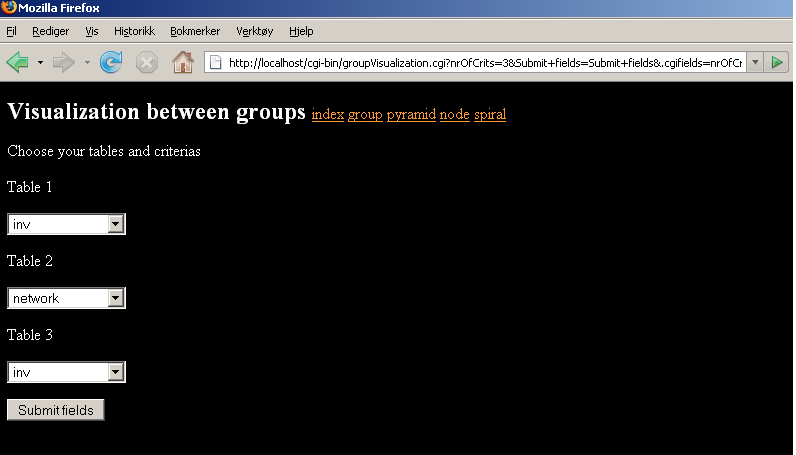 Mozilla Firefox
Fil Rediger Vis Historikk Bokmerker Verktøy Hjelp
http://localhost/cgi-bin/groupVisualization.cgi?nrOfCrits=3&Submit+fields=Submit+fields&.cgifields=nrOfCr
Visualization between groups index group pyramid node spiral
Choose your tables and criterias
Table 1
inv
Table 2
network
Table 3
inv
Submit fields